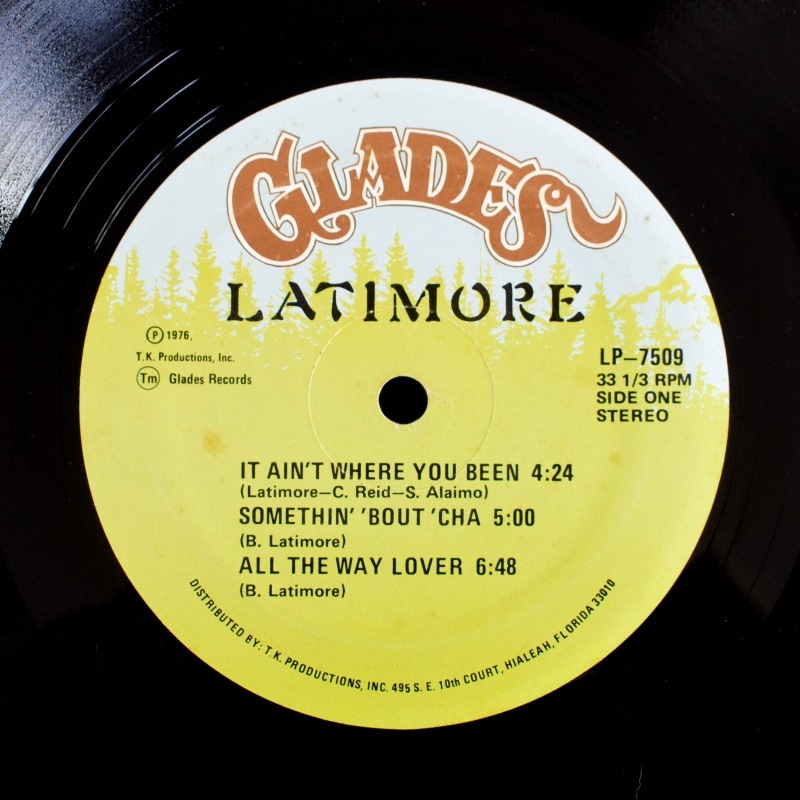 GLADES
LATIMORE
Ⓟ 1976,
T.K. Productions, Inc.
Tm Glades Records
LP–7509
33 1/3 RPM
SIDE ONE
STEREO
IT AIN'T WHERE YOU BEEN 4:24
(Latimore–C. Reid–S. Alaimo)
SOMETHIN' 'BOUT 'CHA 5:00
(B. Latimore)
ALL THE WAY LOVER 6:48
(B. Latimore)
DISTRIBUTED BY: T.K. PRODUCTIONS, INC. 495 S. E. 10th COURT, HIALEAH, FLORIDA 33010